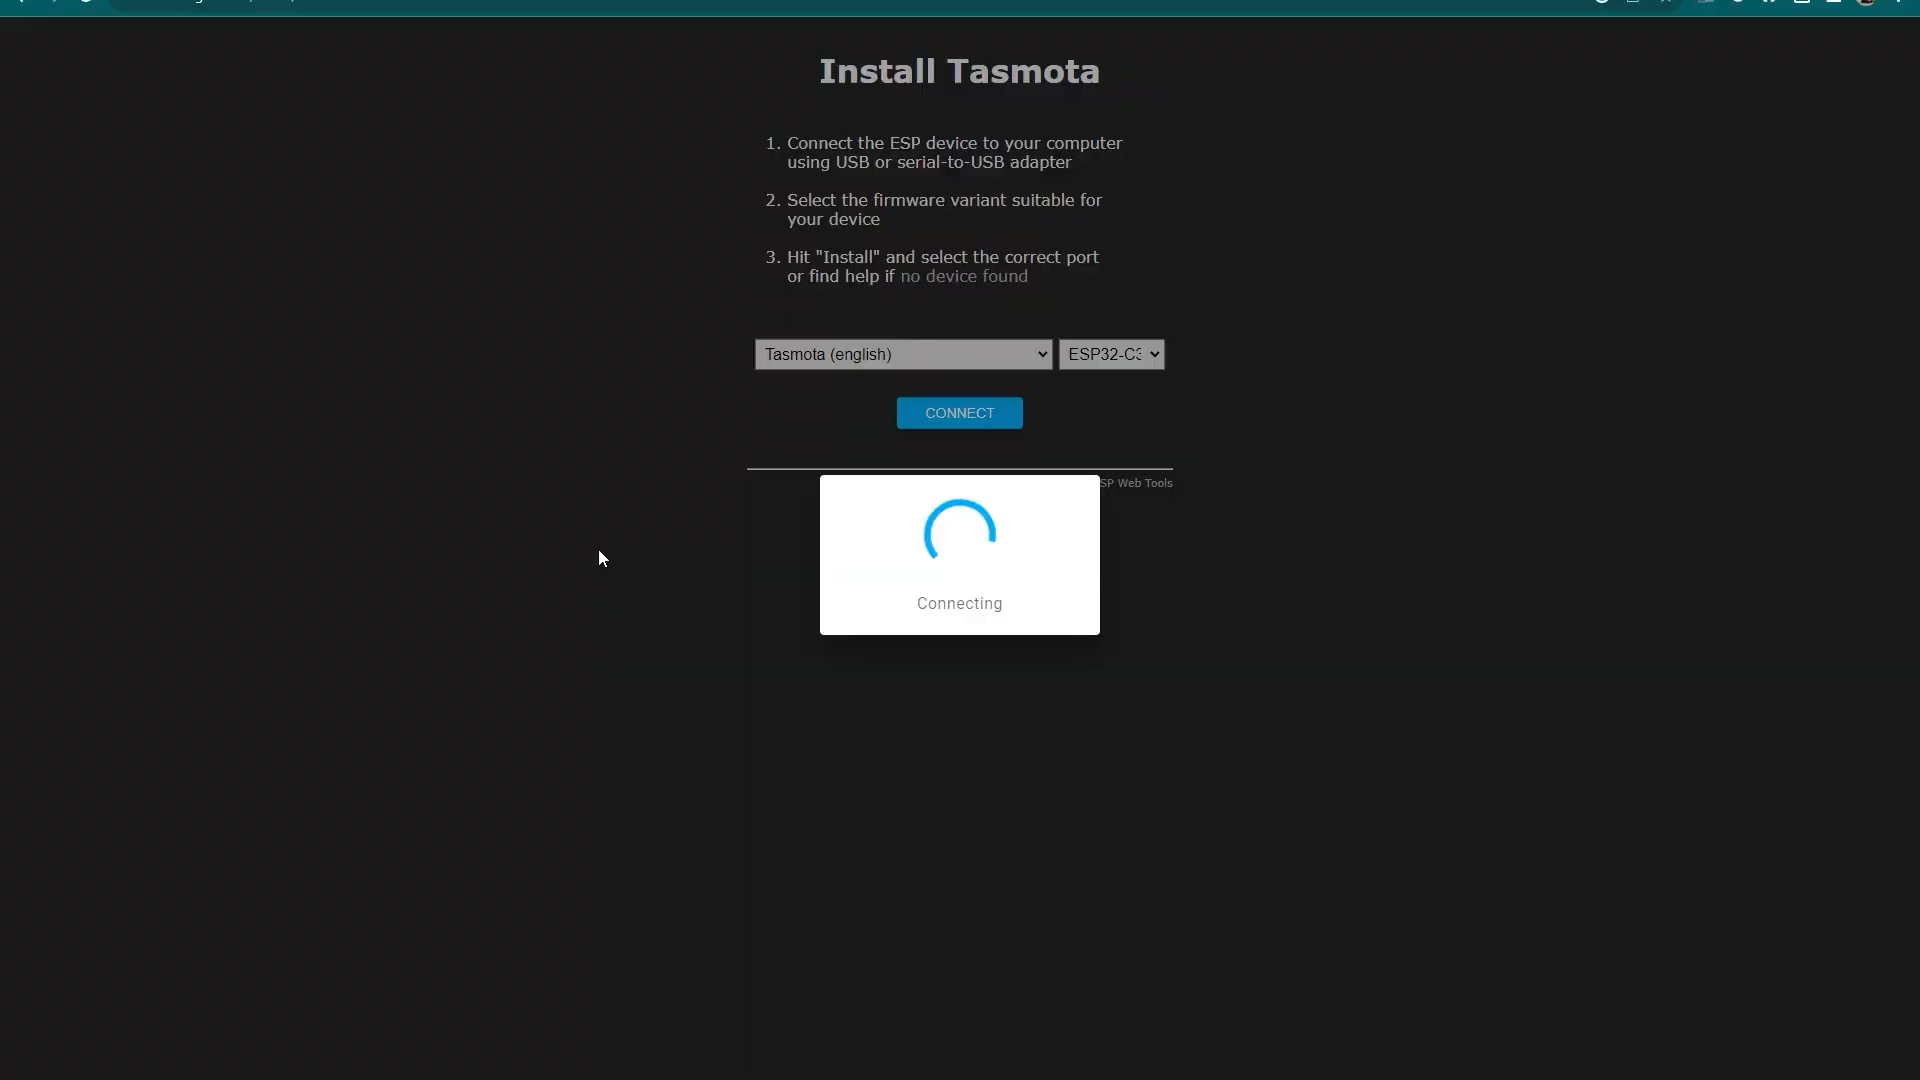 Install Tasmota
1. Connect the ESP device to your computer
using USB or serial-to-USB adapter
2. Select the firmware variant suitable for
your device
3. Hit "Install" and select the correct port
or find help if no device found
Tasmota (english)
ESP32-C3
CONNECT
Web Tools
Connecting